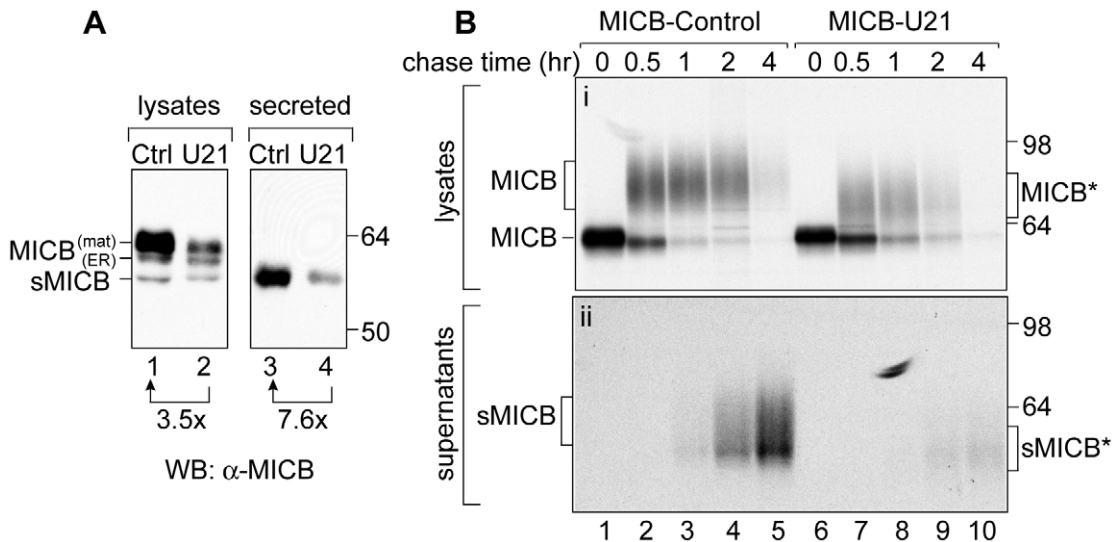 A
lysates secreted
Ctrl U21 Ctrl U21
MICB(mat)
(ER)
sMICB
64
50
1 2 3 4
3.5x 7.6x
WB: α-MICB
B
MICB-Control MICB-U21
chase time (hr) 0 0.5 1 2 4 0 0.5 1 2 4
i
lysates
MICB
MICB
98
MICB*
64
ii
supernatants
sMICB
98
64
sMICB*
1 2 3 4 5 6 7 8 9 10